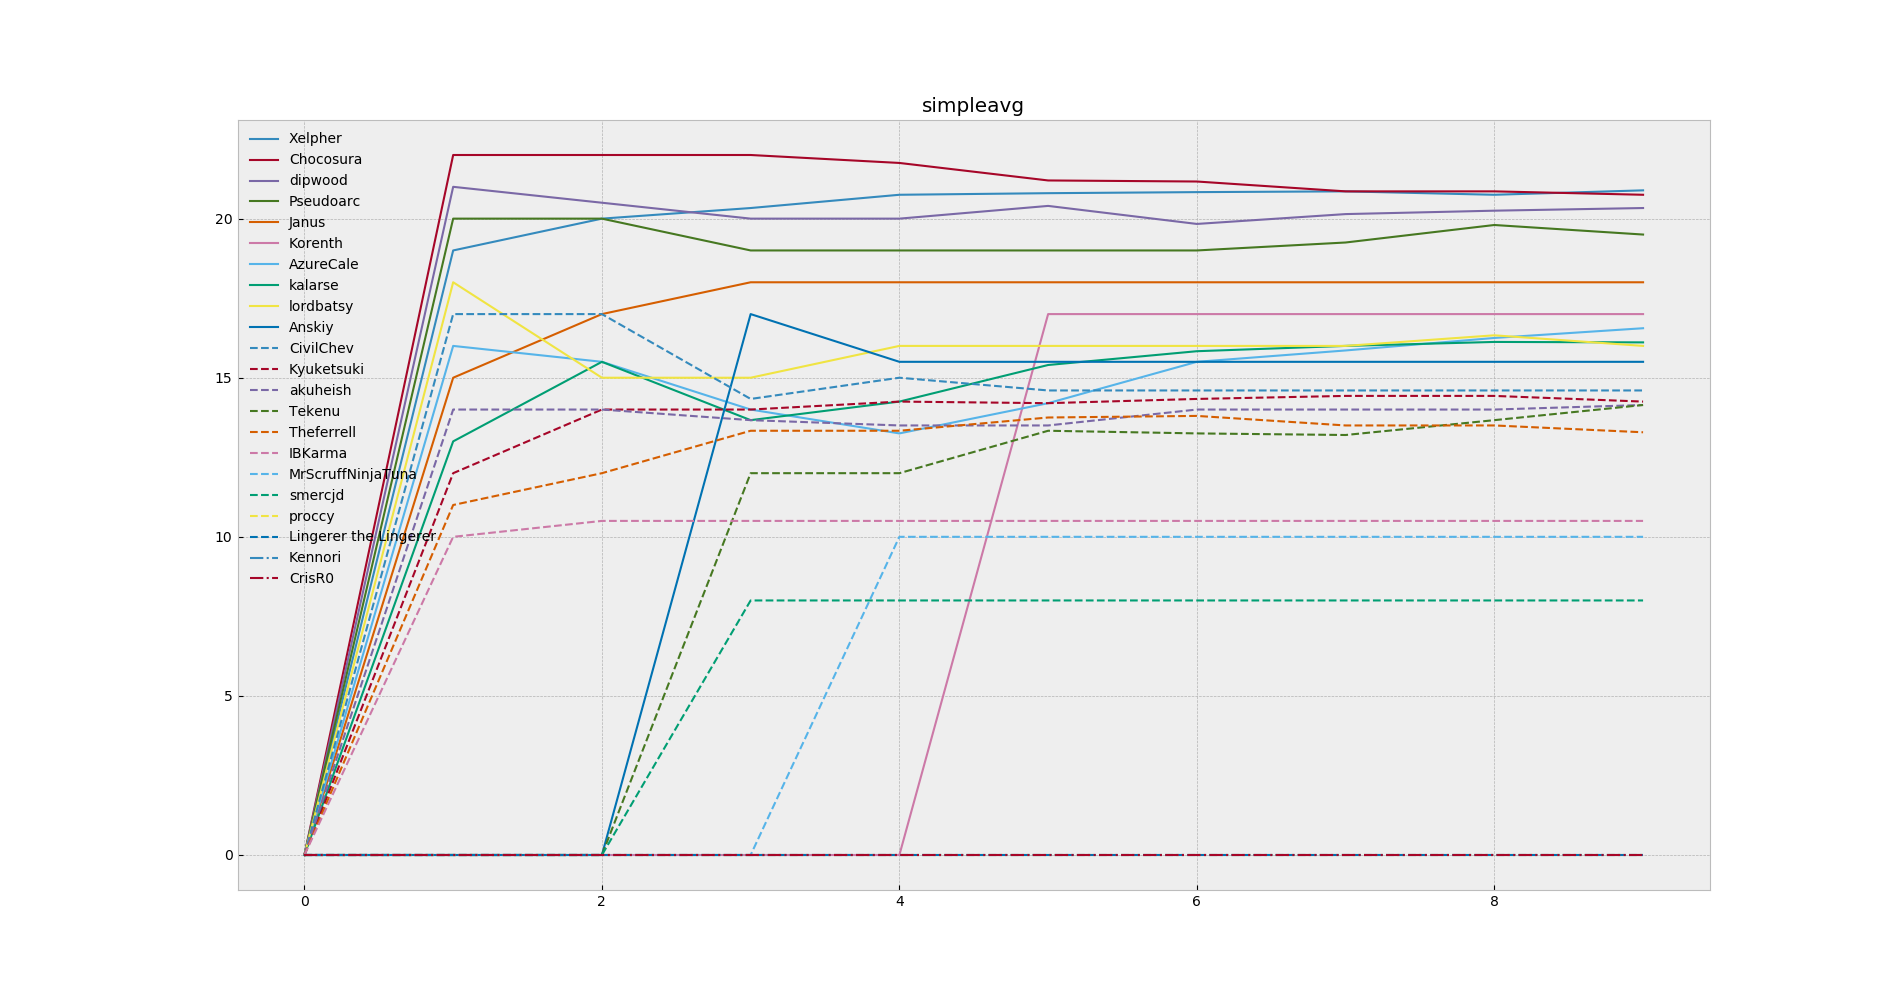 simpleavg
Xelpher
Chocosura
dipwood
Pseudoarc
Janus
Korenth
AzureCale
kalarse
lordbatsy
Anskiy
CivilChev
Kyuketsuki
akuheish
Tekenu
Theferrell
IBKarma
MrScruffNinjaTuna
smercjd
proccy
Lingerer the Lingerer
Kennori
CrisR0
20
15
10
5
0
0 2 4 6 8